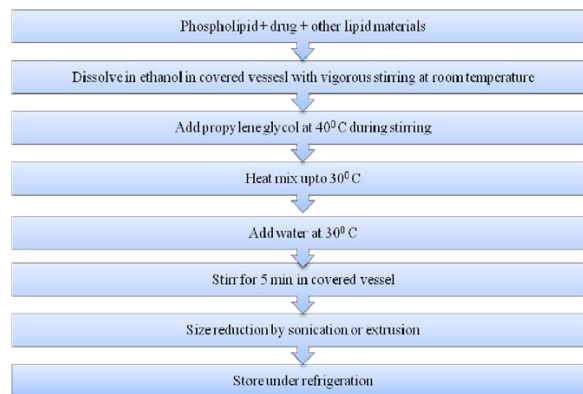 Phospholipid + drug + other lipid materials
Dissolve in ethanol in covered vessesl with vigorous stirring at room temperature
Add propylene glycol at 40⁰ C during stirring
Heat mix upto 30⁰ C
Add water at 30⁰ C
Stirr for 5 min in covered vessel
Size reduction by sonication or extrusion
Store under refrigeration